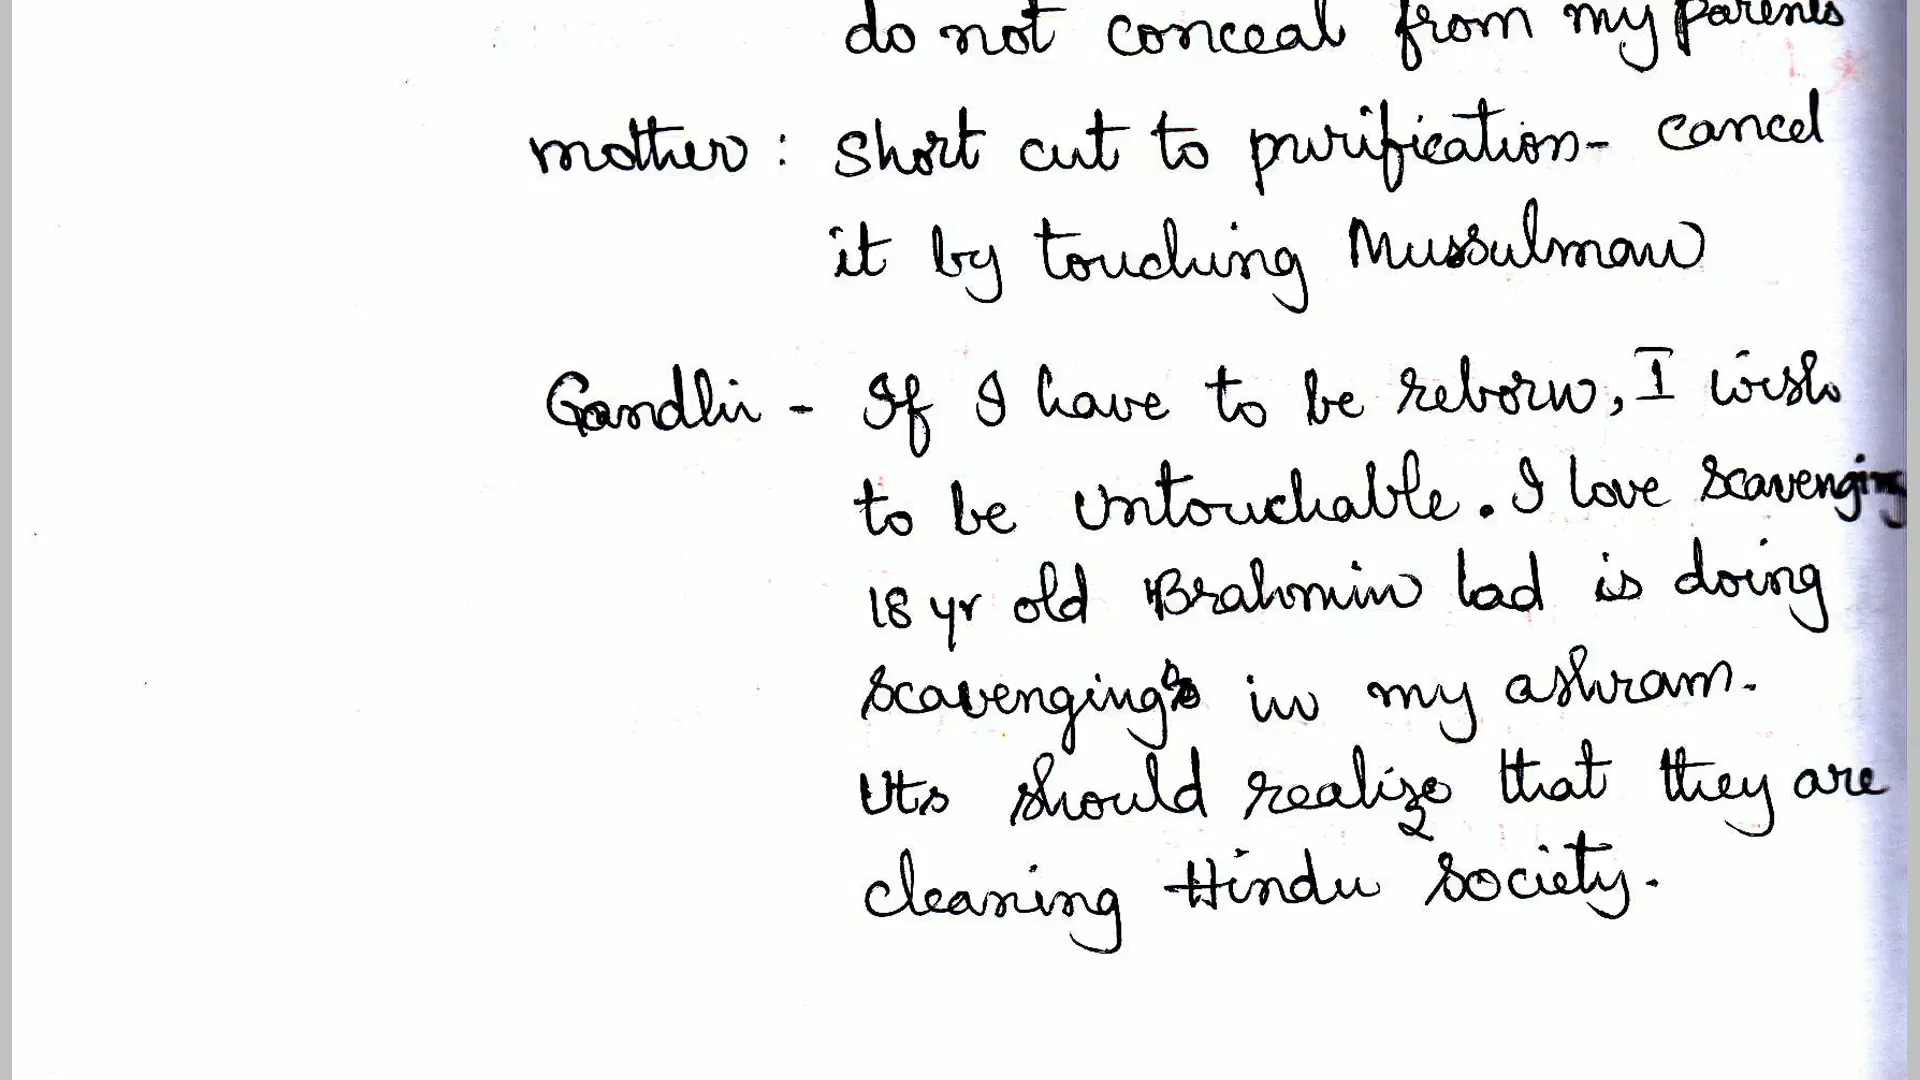 do not conceal from my parents
mother : short cut to purification- cancel
it by touching Mussulman
Gandhi - If I have to be reborn, I wish
to be Untouchable. I love scavenging
18 yr old Brahmin lad is doing
scavenging in my ashram.
Uts should realize that they are
cleaning Hindu society.